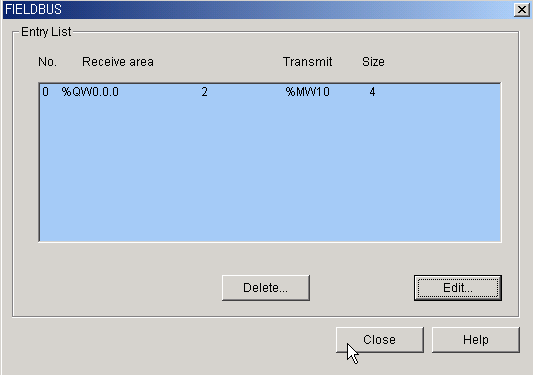 FIELDBUS
Entry List
No. Receive area Transmit Size
0 %QW0.0.0 2 %MW10 4
Delete... Edit...
Close Help